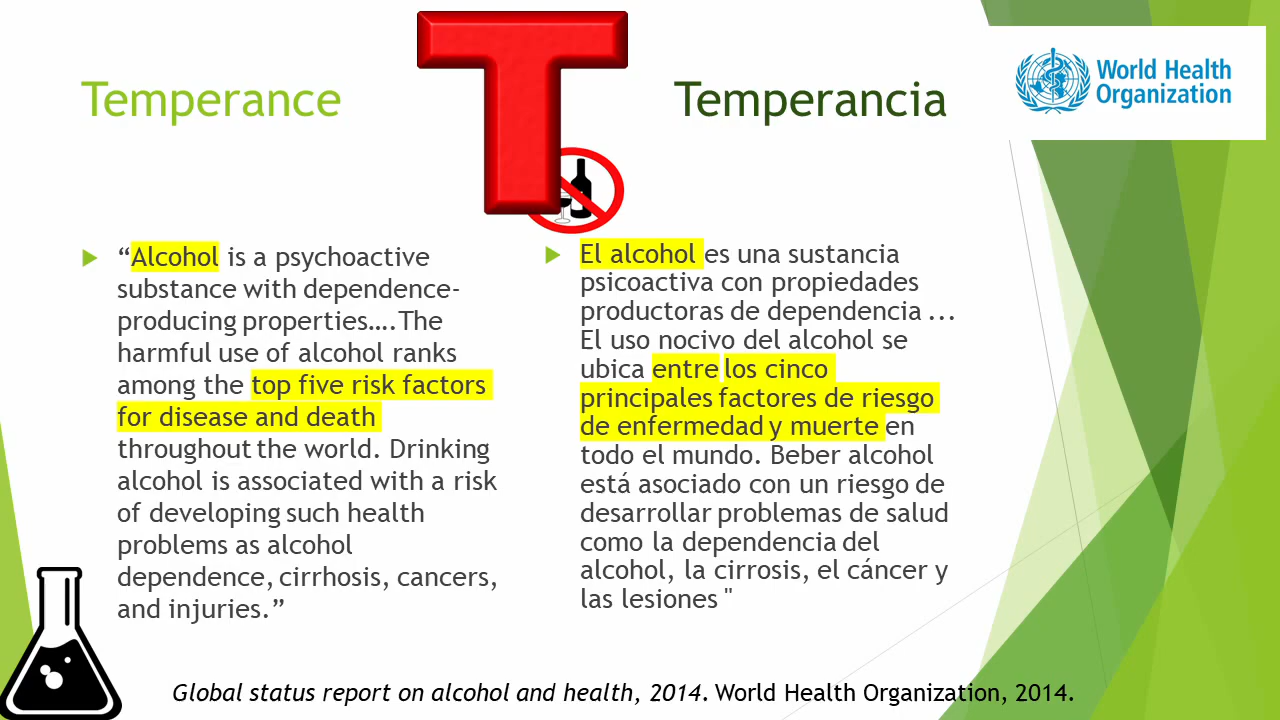 Temperance
T
Temperancia
World Health
Organization
“Alcohol is a psychoactive
substance with dependence-
producing properties….The
harmful use of alcohol ranks
among the top five risk factors
for disease and death
throughout the world. Drinking
alcohol is associated with a risk
of developing such health
problems as alcohol
dependence, cirrhosis, cancers,
and injuries.”
El alcohol es una sustancia
psicoactiva con propiedades
productoras de dependencia ...
El uso nocivo del alcohol se
ubica entre los cinco
principales factores de riesgo
de enfermedad y muerte en
todo el mundo. Beber alcohol
está asociado con un riesgo de
desarrollar problemas de salud
como la dependencia del
alcohol, la cirrosis, el cáncer y
las lesiones "
Global status report on alcohol and health, 2014. World Health Organization, 2014.